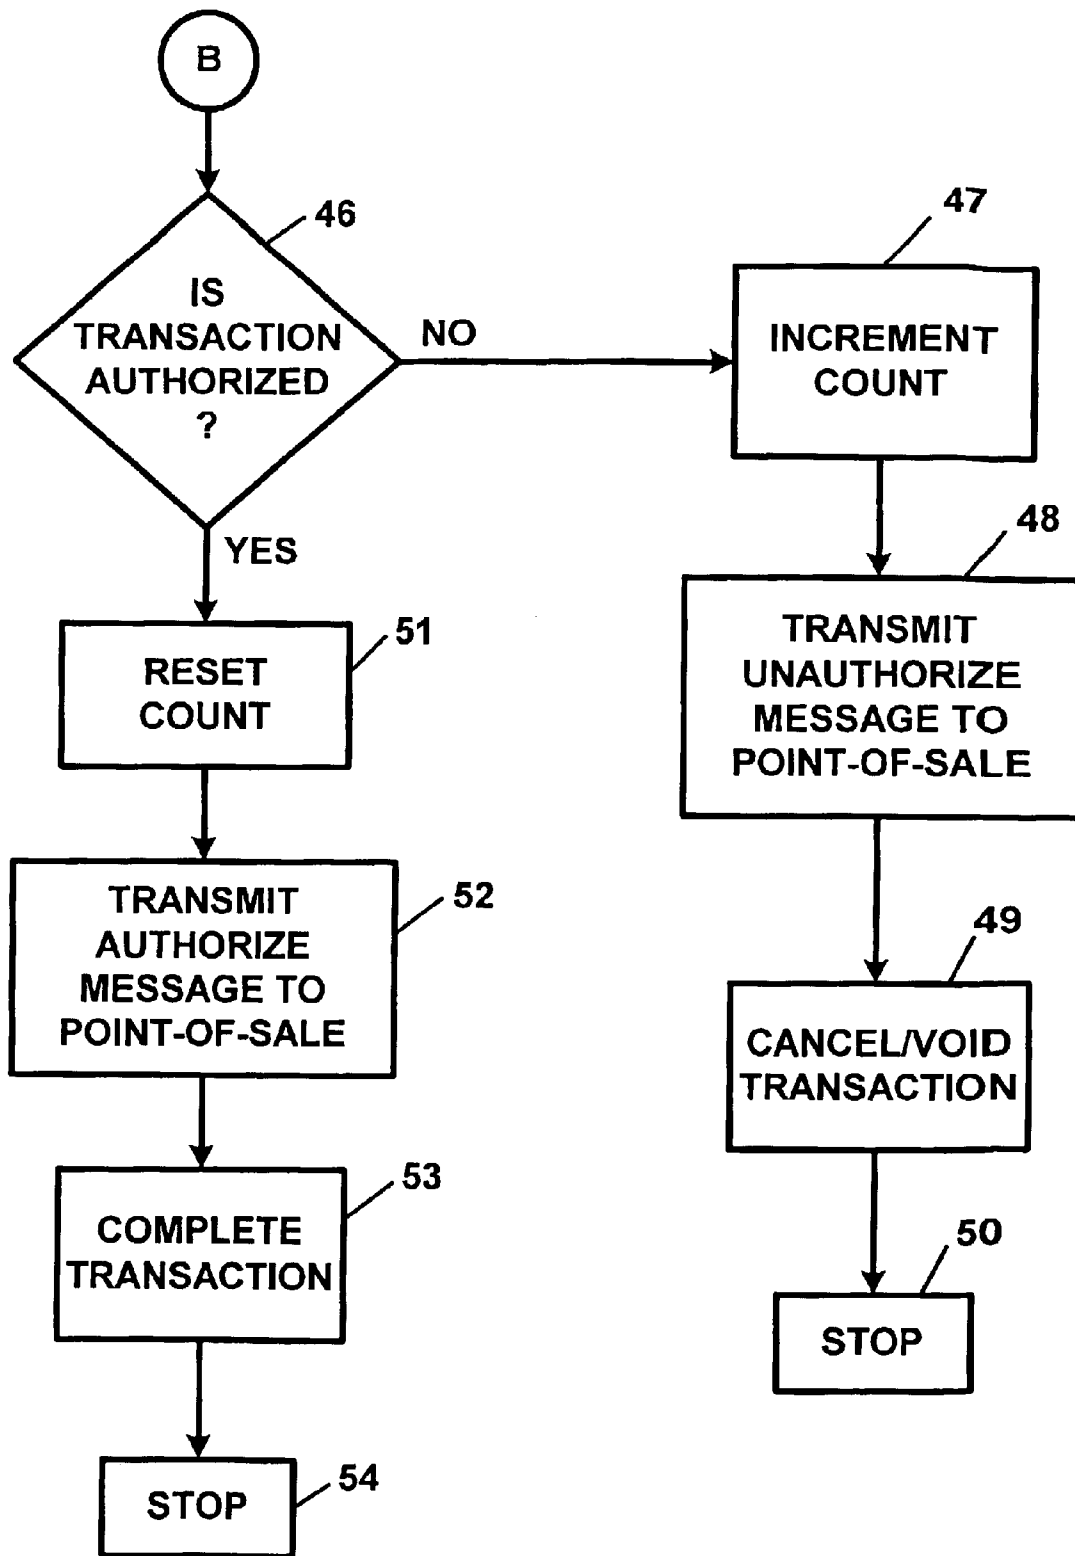 B
46
IS
TRANSACTION
AUTHORIZED
?
NO
YES
47
INCREMENT
COUNT
48
TRANSMIT
UNAUTHORIZE
MESSAGE TO
POINT-OF-SALE
49
CANCEL/VOID
TRANSACTION
50
STOP
51
RESET
COUNT
52
TRANSMIT
AUTHORIZE
MESSAGE TO
POINT-OF-SALE
53
COMPLETE
TRANSACTION
54
STOP